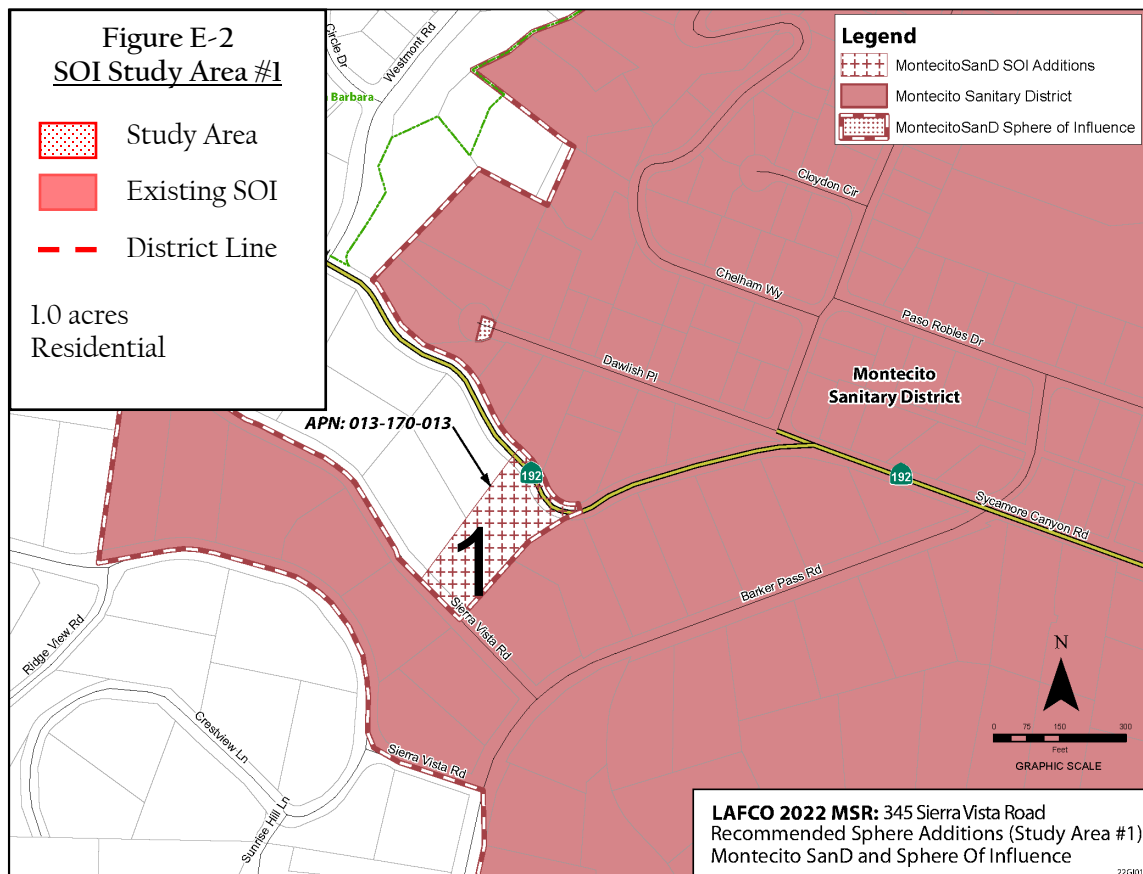 Figure E-2
SOI Study Area #1
Study Area
Existing SOI
District Line
1.0 acres
Residential
Circle Dr
Westmont Rd
Barbara
Legend
MontecitoSanD SOI Additions
Montecito Sanitary District
MontecitoSanD Sphere of Influence
Cloydon Cir
Chelham Wy
Paso Robles Dr
Dawlish Pl
Montecito
Sanitary District
APN: 013-170-013
192
192
Sycamore Canyon Rd
1
Barker Pass Rd
Sierra Vista Rd
Ridge View Rd
Crestview Ln
Sierra Vista Rd
Sunrise Hill Ln
N
0 75 150 300
Feet
GRAPHIC SCALE
LAFCO 2022 MSR: 345 Sierra Vista Road
Recommended Sphere Additions (Study Area #1)
Montecito SanD and Sphere Of Influence